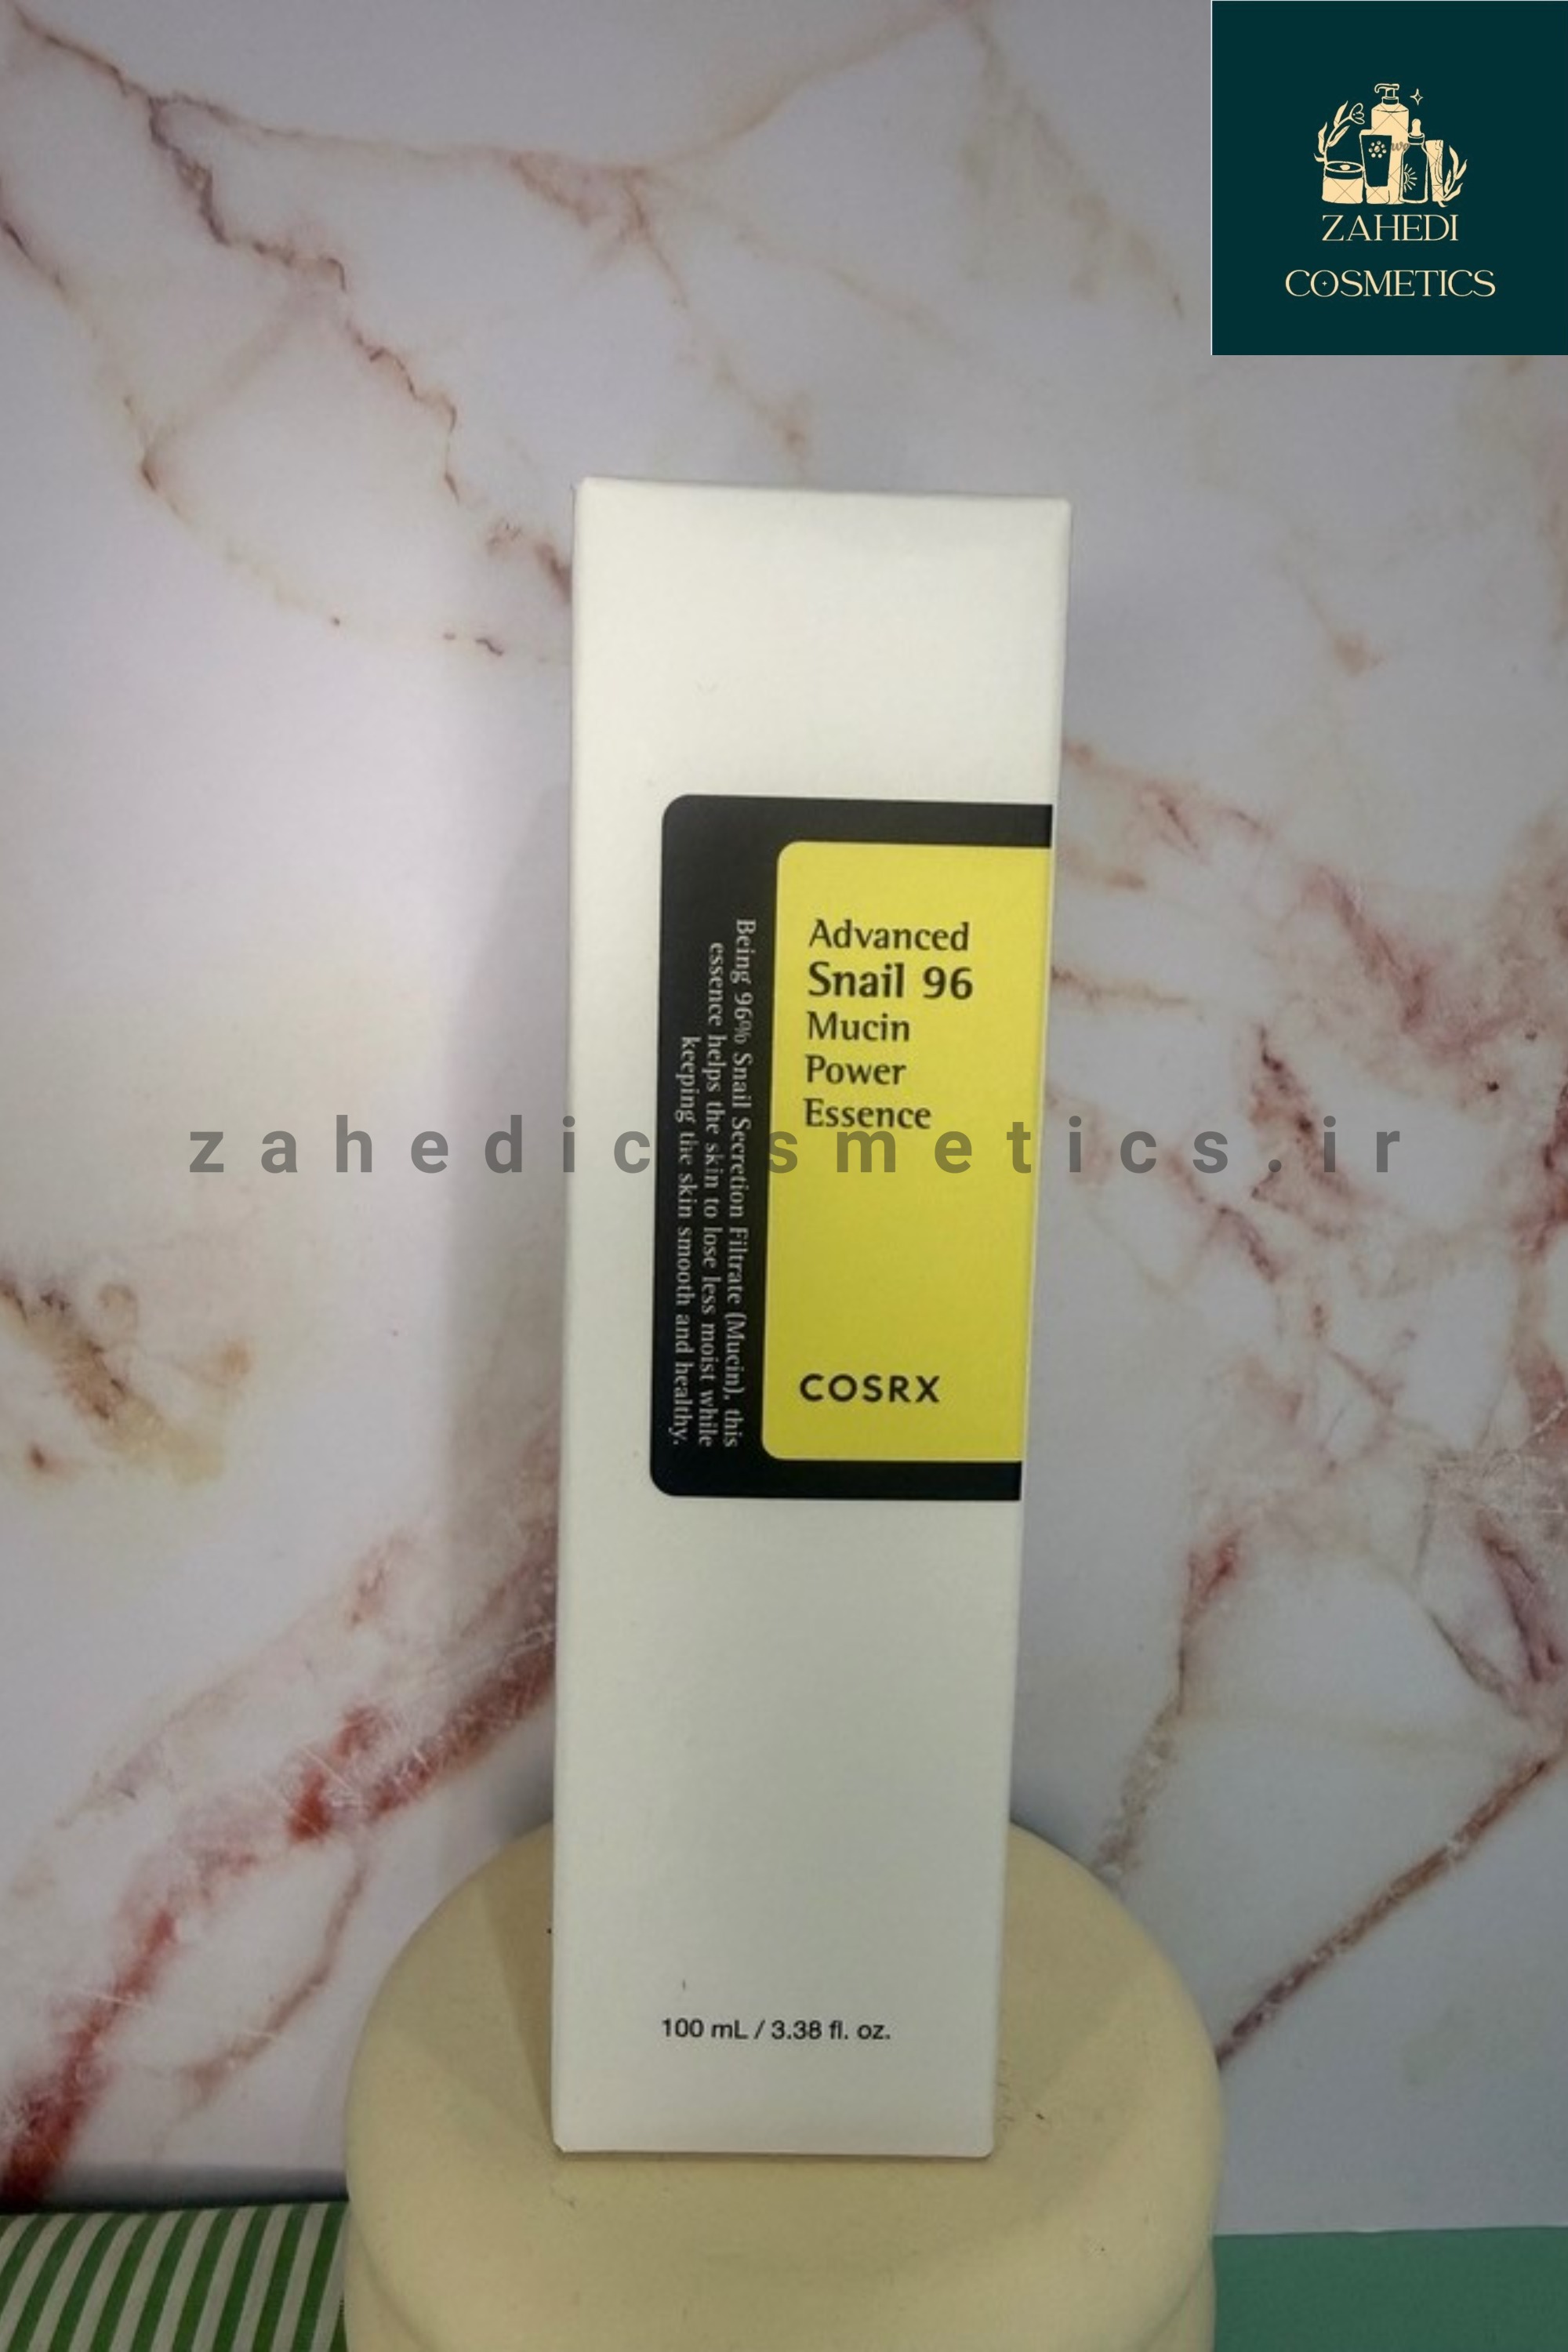 ZAHEDI
COSMETICS
Advanced
Snail 96
Mucin
Power
Essence
COSRX
Being 96% Snail Secretion Filtrate (Mucin), this
essence helps the skin to lose less moist while
keeping the skin smooth and healthy.
zahedicosmetics.ir
100 mL / 3.38 fl. oz.